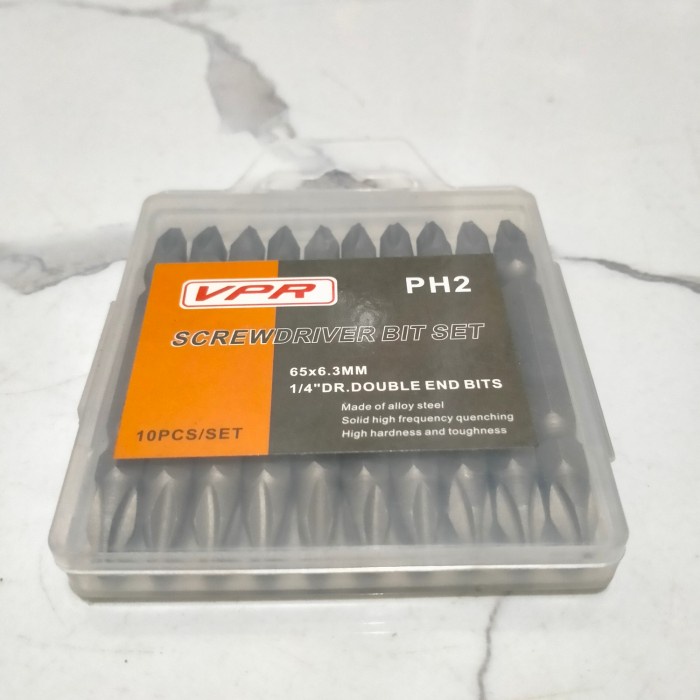 VPR
PH2
SCREWDRIVER BIT SET
65x6.3MM
1/4"DR.DOUBLE END BITS
Made of alloy steel
Solid high frequency quenching
High hardness and toughness
10PCS/SET